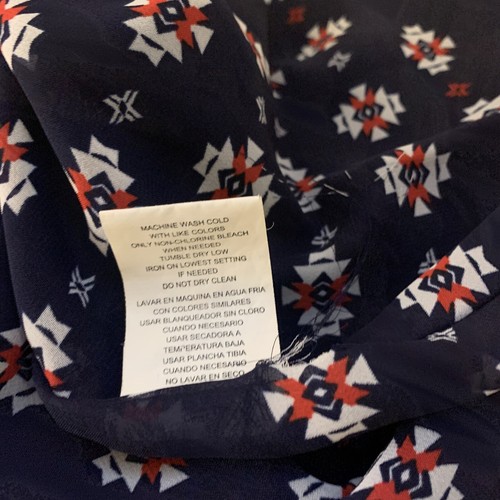 MACHINE WASH COLD
WITH LIKE COLORS
ONLY NON-CHLORINE BLEACH
WHEN NEEDED
TUMBLE DRY LOW
IRON ON LOWEST SETTING
IF NEEDED
DO NOT DRY CLEAN
LAVAR EN MAQUINA EN AGUA FRIA
CON COLORES SIMILARES
USAR BLANQUEADOR SIN CLORO
CUANDO NECESARIO
USAR SECADORA A
TEMPERATURA BAJA
USAR PLANCHA TIBIA
CUANDO NECESARIO
NO LAVAR EN SECO